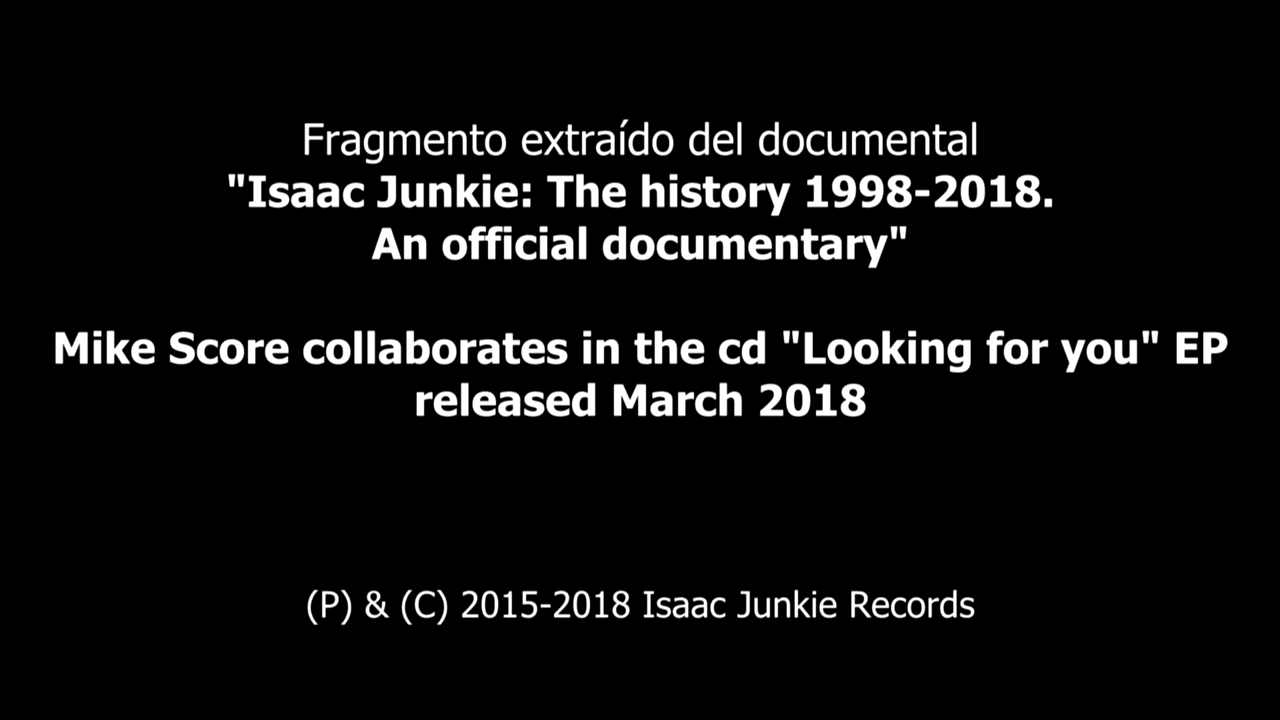 Fragmento extraído del documental
"Isaac Junkie: The history 1998-2018.
An official documentary"
Mike Score collaborates in the cd "Looking for you" EP
released March 2018
(P) & (C) 2015-2018 Isaac Junkie Records